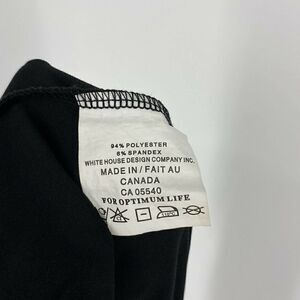 94% POLYESTER
6% SPANDEX
WHITE HOUSE DESIGN COMPANY INC.
MADE IN / FAIT AU
CANADA
CA 05540
FOR OPTIMUM LIFE